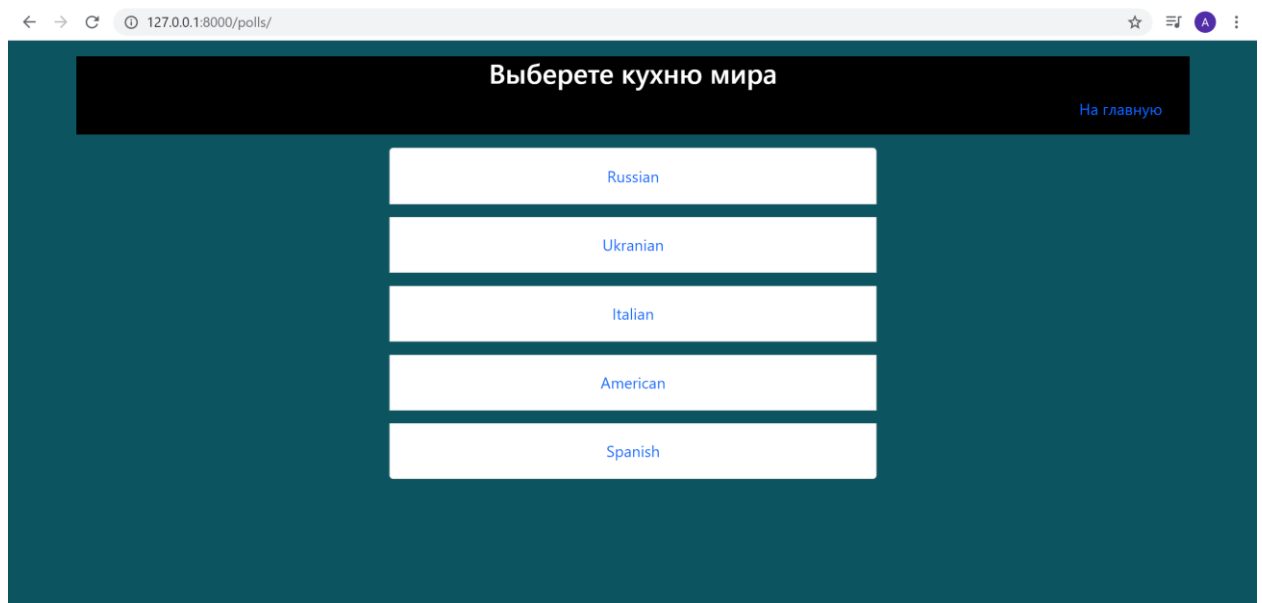 127.0.0.1:8000/polls/
A
Выберете кухню мира
На главную
Russian
Ukranian
Italian
American
Spanish